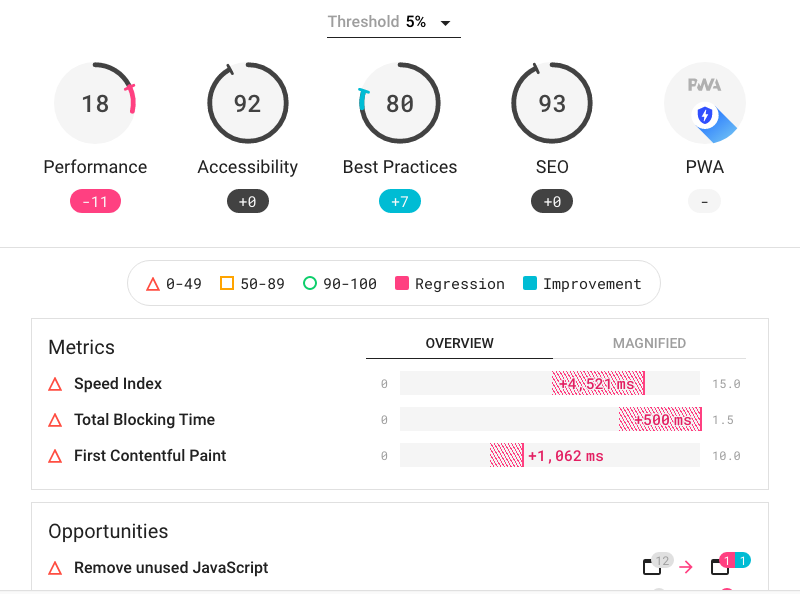 Threshold 5%
18 92 80 93 PWA
Performance Accessibility Best Practices SEO PWA
-11 +0 +7 +0 -
0-49 50-89 90-100 Regression Improvement
Metrics OVERVIEW MAGNIFIED
Speed Index 0 +4,521 ms 15.0
Total Blocking Time 0 +500 ms 1.5
First Contentful Paint 0 +1,062 ms 10.0
Opportunities
Remove unused JavaScript 12 1 1